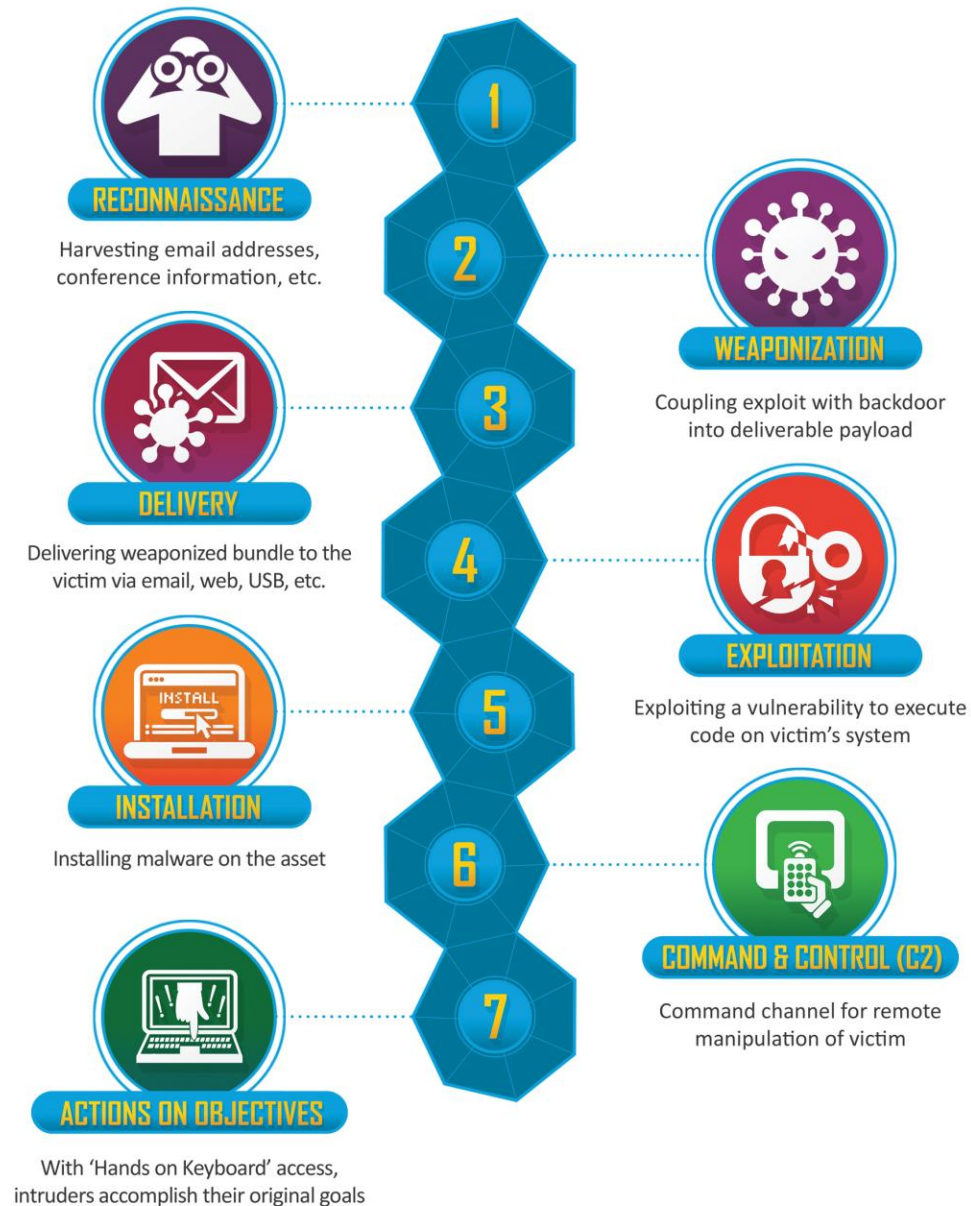 1
RECONNAISSANCE
Harvesting email addresses,
conference information, etc.
2
WEAPONIZATION
Coupling exploit with backdoor
into deliverable payload
3
DELIVERY
Delivering weaponized bundle to the
victim via email, web, USB, etc.
4
EXPLOITATION
Exploiting a vulnerability to execute
code on victim’s system
5
INSTALL
INSTALLATION
Installing malware on the asset
6
COMMAND & CONTROL (C2)
Command channel for remote
manipulation of victim
7
!! !!
ACTIONS ON OBJECTIVES
With ‘Hands on Keyboard’ access,
intruders accomplish their original goals